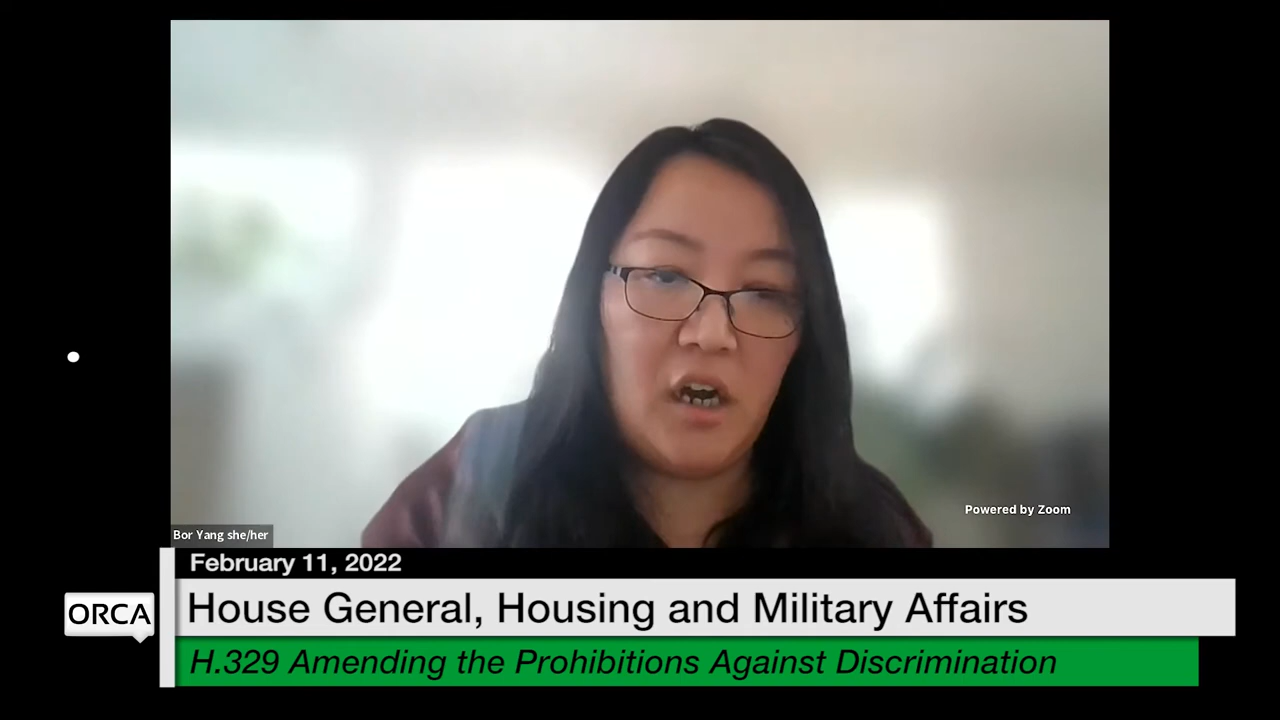 Powered by Zoom
Bor Yang she/her
February 11, 2022
ORCA
House General, Housing and Military Affairs
H.329 Amending the Prohibitions Against Discrimination